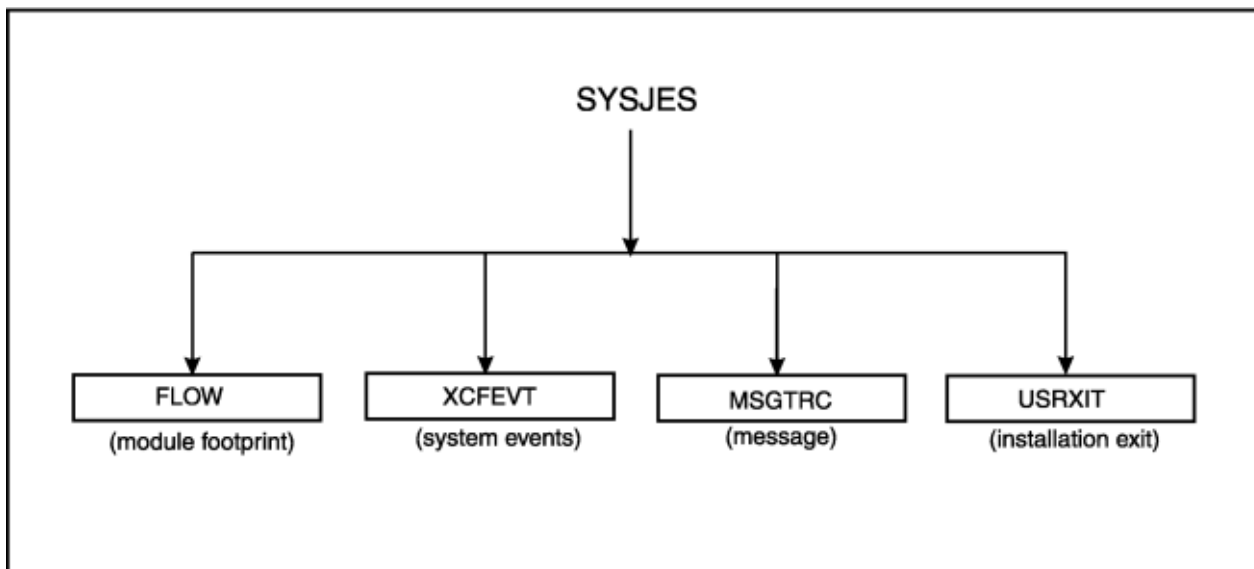 SYSJES
FLOW
(module footprint)
XCFEVT
(system events)
MSGTRC
(message)
USRXIT
(installation exit)